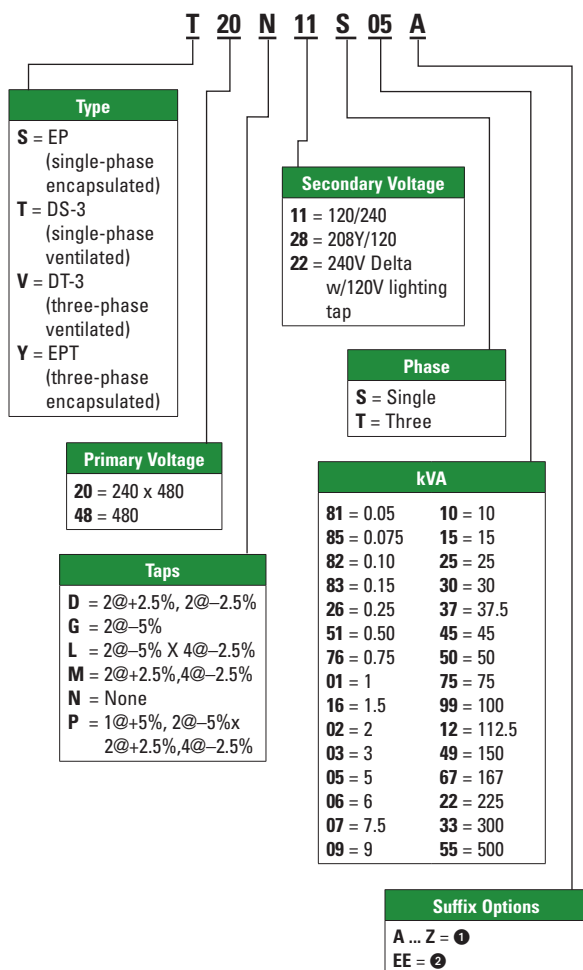 T 20 N 11 S 05 A
Type
S = EP
(single-phase
encapsulated)
T = DS-3
(single-phase
ventilated)
V = DT-3
(three-phase
ventilated)
Y = EPT
(three-phase
encapsulated)
Secondary Voltage
11 = 120/240
28 = 208Y/120
22 = 240V Delta
w/120V lighting
tap
Phase
S = Single
T = Three
Primary Voltage
20 = 240 x 480
48 = 480
Taps
D = 2@+2.5%, 2@–2.5%
G = 2@–5%
L = 2@–5% X 4@–2.5%
M = 2@+2.5%,4@–2.5%
N = None
P = 1@+5%, 2@–5%x
2@+2.5%,4@–2.5%
kVA
81 = 0.05
85 = 0.075
82 = 0.10
83 = 0.15
26 = 0.25
51 = 0.50
76 = 0.75
01 = 1
16 = 1.5
02 = 2
03 = 3
05 = 5
06 = 6
07 = 7.5
09 = 9
10 = 10
15 = 15
25 = 25
30 = 30
37 = 37.5
45 = 45
50 = 50
75 = 75
99 = 100
12 = 112.5
49 = 150
67 = 167
22 = 225
33 = 300
55 = 500
Suffix Options
A ... Z = ❶
EE = ❷